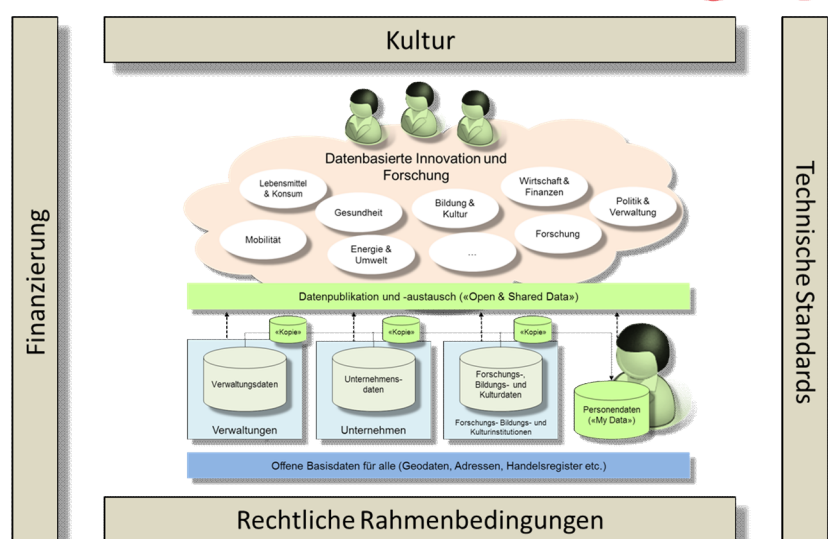 Kultur
Finanzierung
Technische Standards
Datenbasierte Innovation und
Forschung
Lebensmittel
& Konsum
Gesundheit
Bildung &
Kultur
Wirtschaft &
Finanzen
Politik &
Verwaltung
Mobilität
Energie &
Umwelt
...
Forschung
Datenpublikation und -austausch («Open & Shared Data»)
«Kopie»
«Kopie»
«Kopie»
Verwaltungsdaten
Unternehmens-
daten
Forschungs-,
Bildungs- und
Kulturdaten
Personendaten
(«My Data»)
Verwaltungen
Unternehmen
Forschungs- Bildungs- und
Kulturinstitutionen
Offene Basisdaten für alle (Geodaten, Adressen, Handelsregister etc.)
Rechtliche Rahmenbedingungen